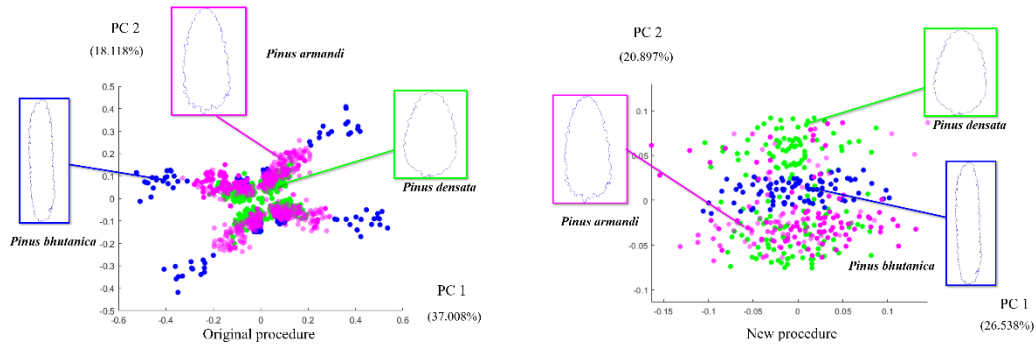 PC 2
(18.118%)
Pinus armandi
0.5
0.4
0.3
0.2
0.1
0
-0.1
-0.2
-0.3
-0.4
-0.5
-0.6
-0.4
-0.2
0
0.2
0.4
0.6
Pinus bhutanica
Pinus densata
PC 1
(37.008%)
Original procedure
PC 2
(20.897%)
0.1
0.05
0
-0.05
-0.1
-0.15
-0.1
-0.05
0
0.05
0.1
Pinus densata
Pinus armandi
Pinus bhutanica
PC 1
(26.538%)
New procedure